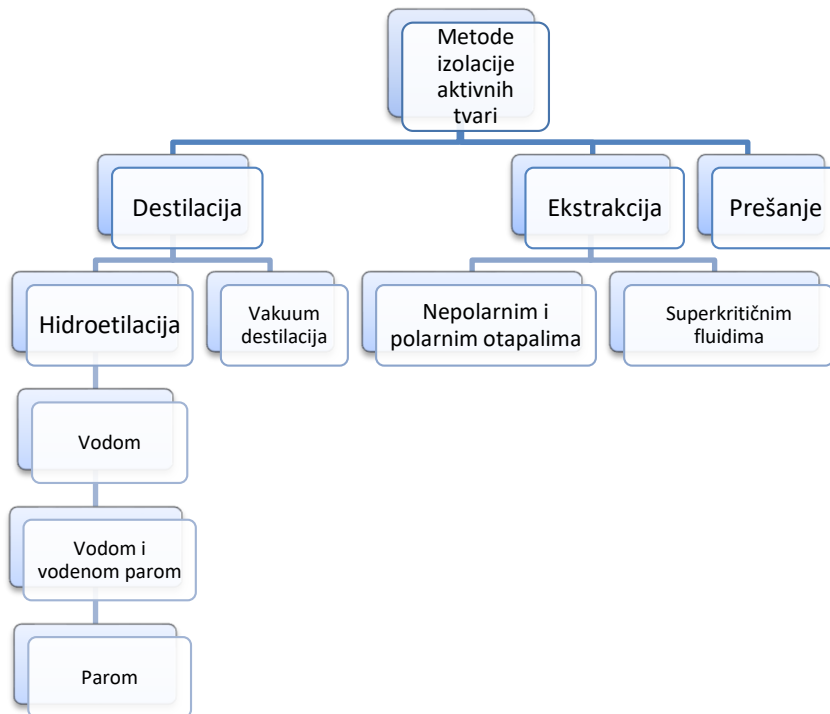 Metode
izolacije
aktivnih
tvari
Destilacija
Ekstrakcija
Prešanje
Hidroetilacija
Vakuum
destilacija
Nepolarnim i
polarnim otapalima
Superkritičnim
fluidima
Vodom
Vodom i
vodenom parom
Parom